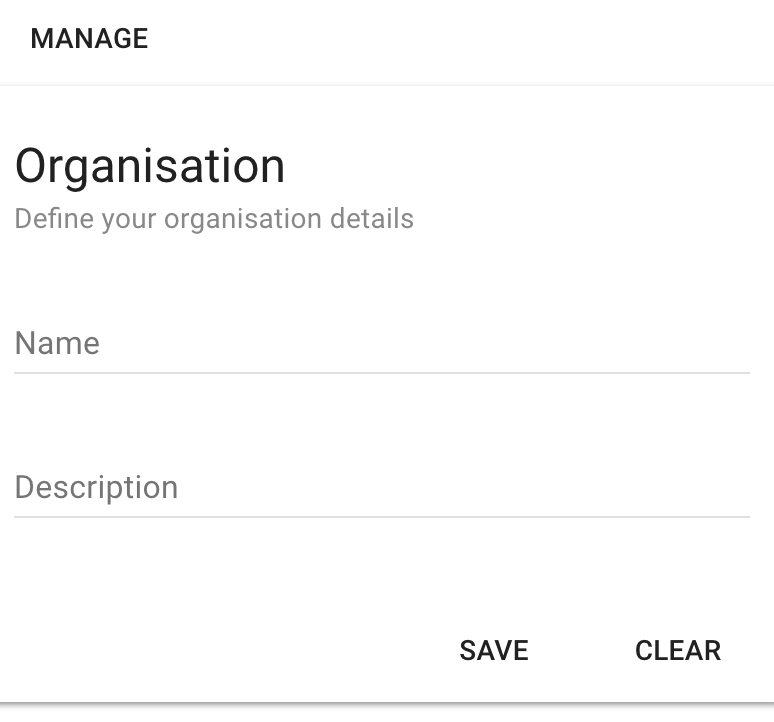 MANAGE
Organisation
Define your organisation details
Name
Description
SAVE CLEAR